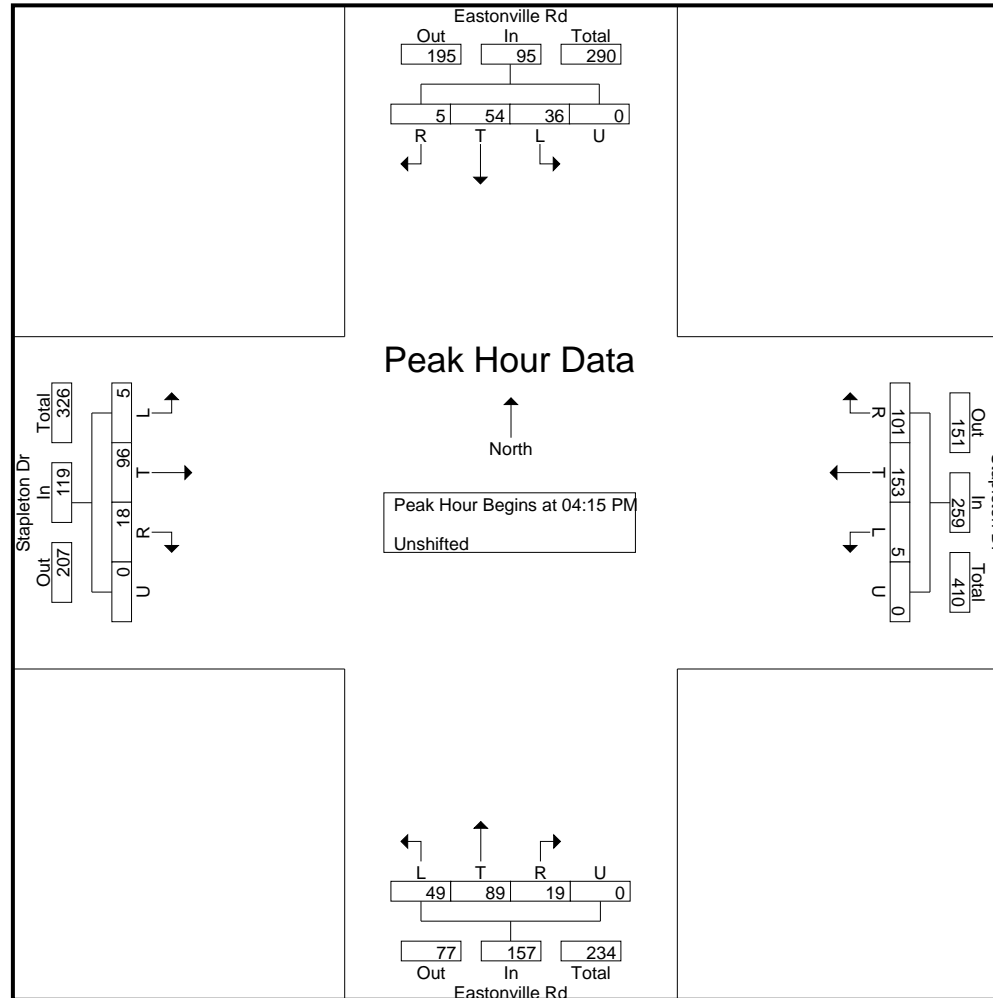 Eastonville Rd
Out In Total
195 95 290
5 54 36 0
R T L U
Peak Hour Data
North
Peak Hour Begins at 04:15 PM
Unshifted
Stapleton Dr
Total In Out
326 119 207
5 96 18 0
L T R U
Out In Total
151 259 410
101 153 5 0
R T L U
L T R U
49 89 19 0
77 157 234
Out In Total
Eastonville Rd